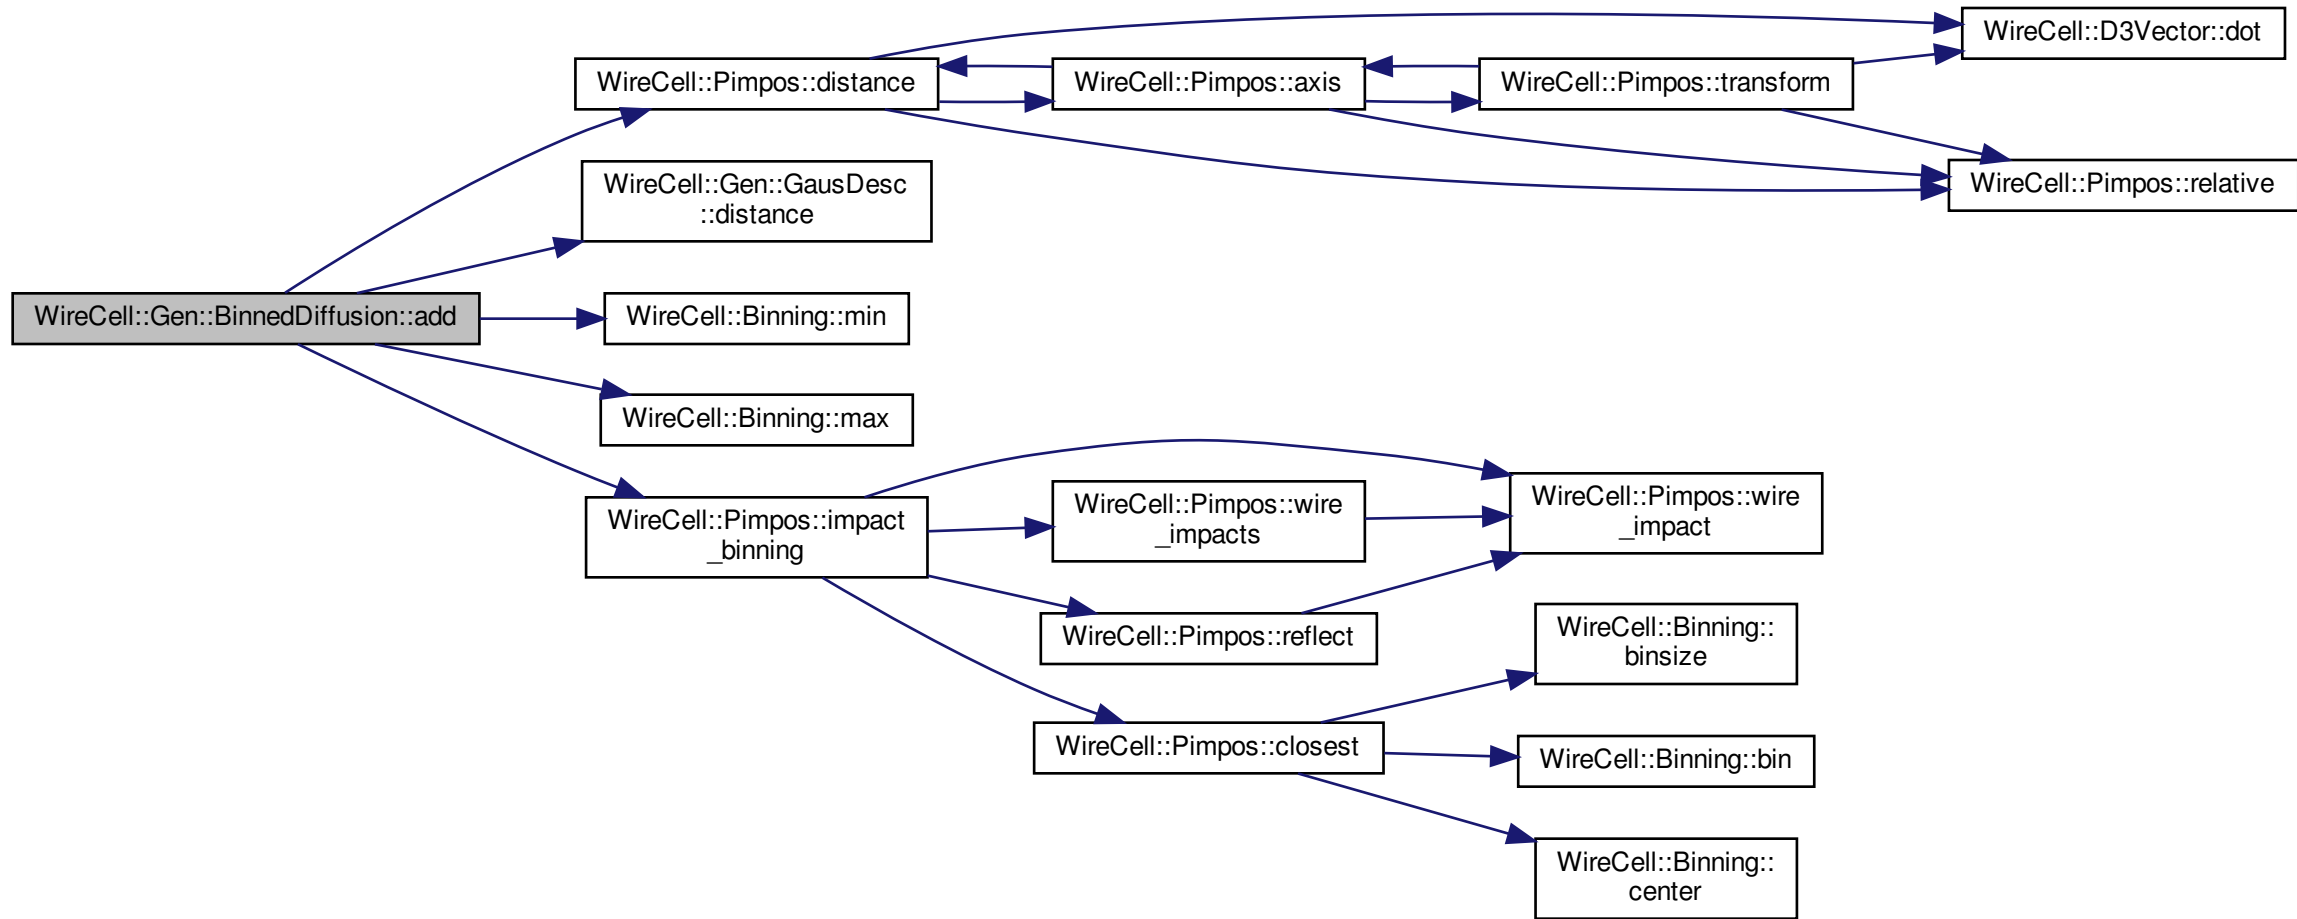 WireCell::D3Vector::dot
WireCell::Pimpos::distance
WireCell::Pimpos::axis
WireCell::Pimpos::transform
WireCell::Gen::GausDesc
::distance
WireCell::Pimpos::relative
WireCell::Gen::BinnedDiffusion::add
WireCell::Binning::min
WireCell::Binning::max
WireCell::Pimpos::impact
_binning
WireCell::Pimpos::wire
_impacts
WireCell::Pimpos::wire
_impact
WireCell::Pimpos::reflect
WireCell::Binning::
binsize
WireCell::Pimpos::closest
WireCell::Binning::bin
WireCell::Binning::
center